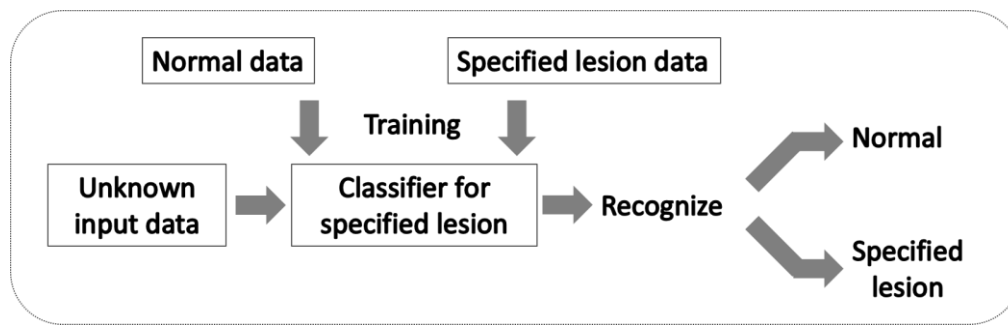 Normal data
Specified lesion data
Training
Unknown
input data
Classifier for
specified lesion
Recognize
Normal
Specified
lesion